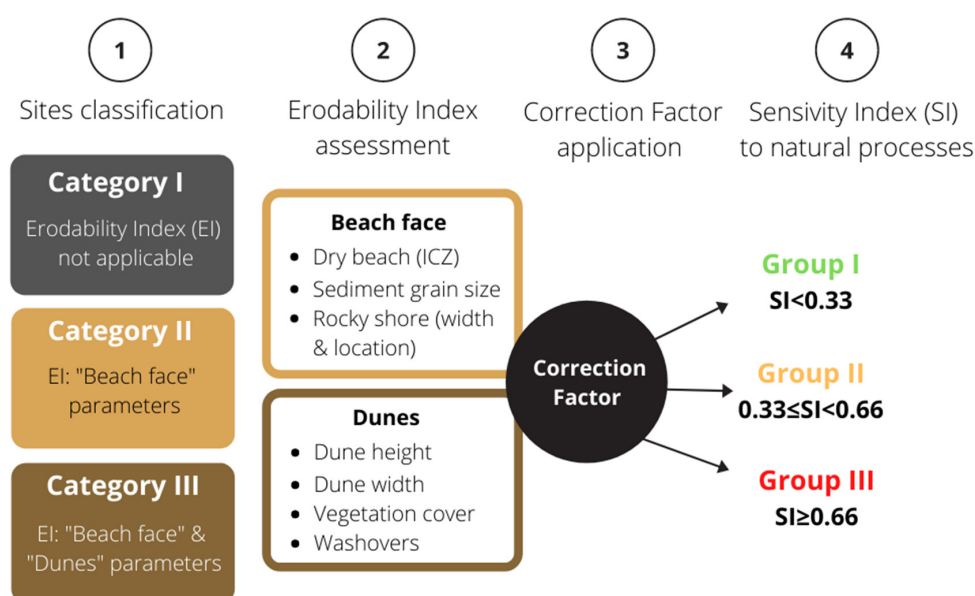 1
Sites classification
Category I
Erodability Index (EI)
not applicable
Category II
EI: "Beach face"
parameters
Category III
EI: "Beach face" &
"Dunes" parameters
2
Erodability Index
assessment
Beach face
• Dry beach (ICZ)
• Sediment grain size
• Rocky shore (width
& location)
Dunes
• Dune height
• Dune width
• Vegetation cover
• Washovers
3
Correction Factor
application
Correction
Factor
4
Sensivity Index (SI)
to natural processes
Group I
SI<0.33
Group II
0.33≤SI<0.66
Group III
SI≥0.66